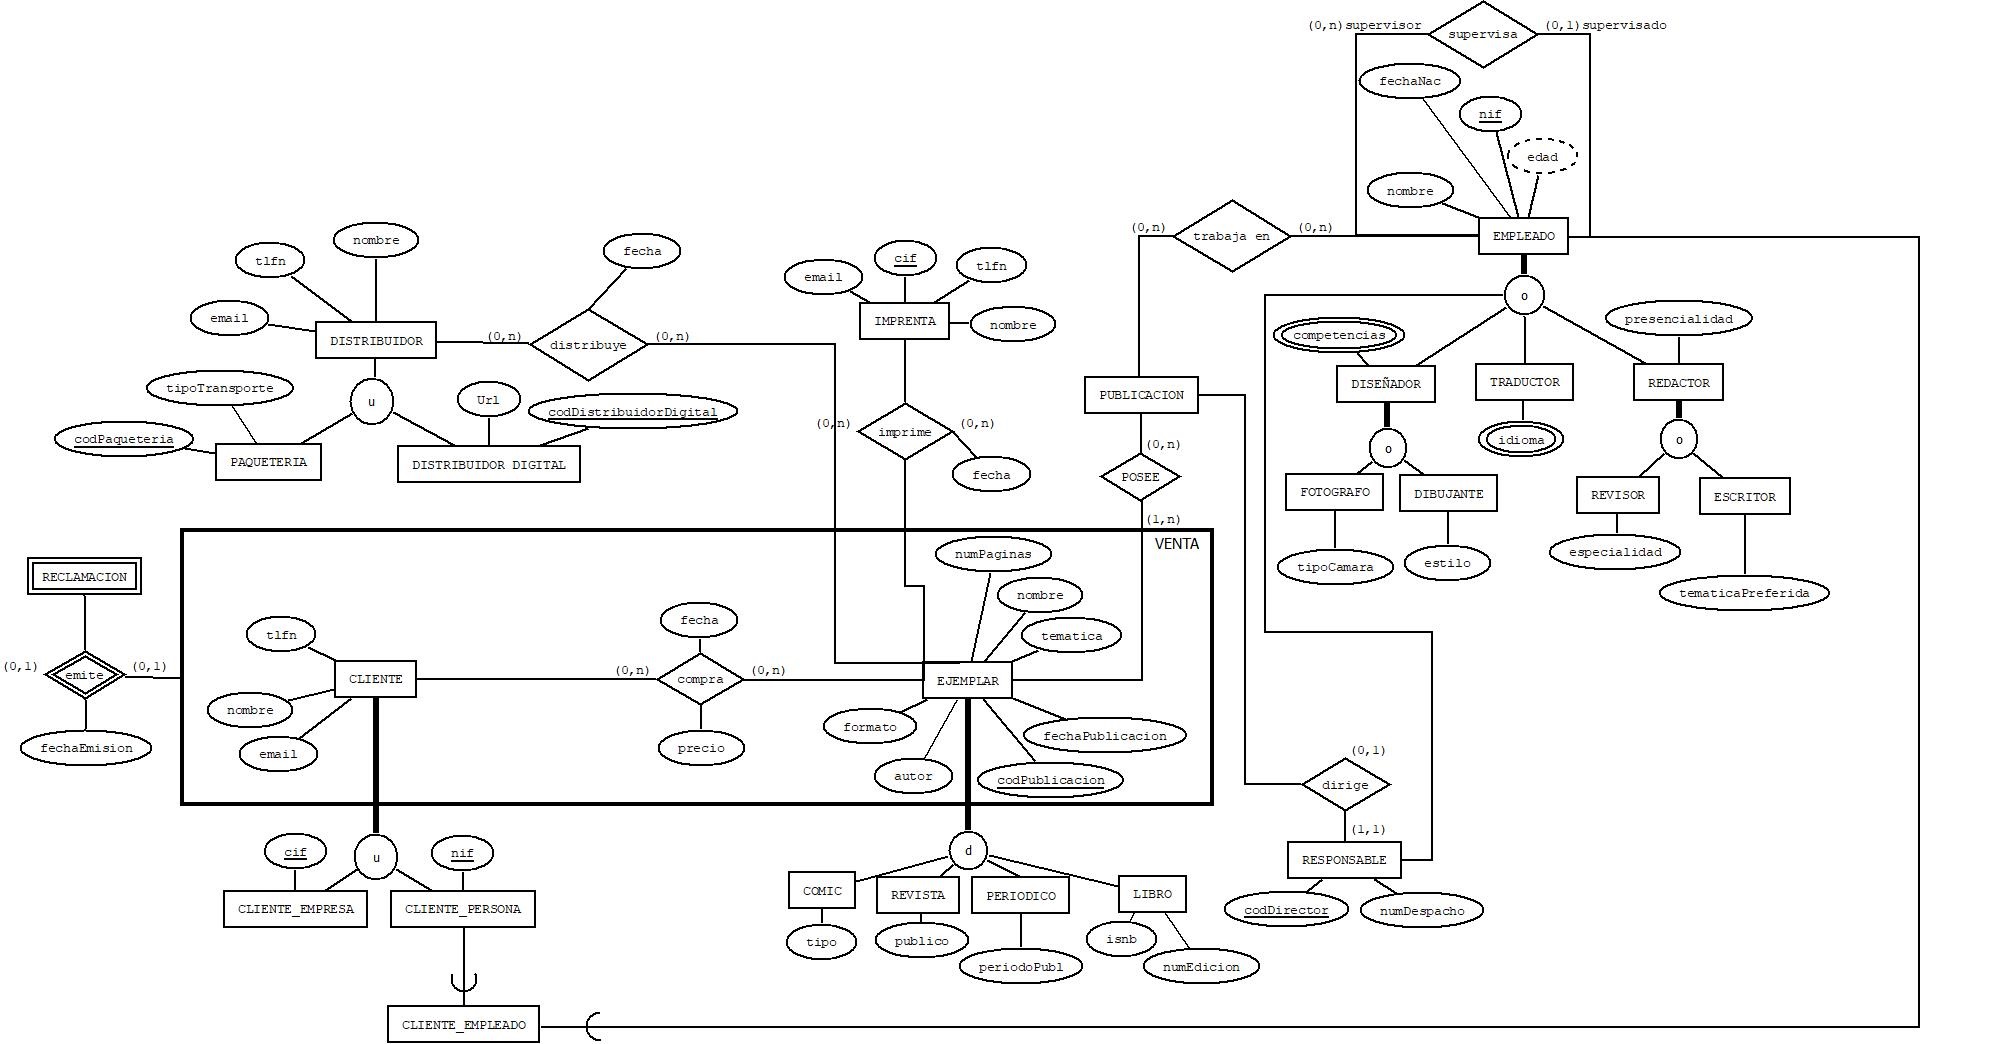 (0,n) supervisor
supervisa
(0,1) supervisado
fechaNac
nif
edad
nombre
EMPLEADO
(0,n)
trabaja en
(0,n)
nombre
tlfn
email
DISTRIBUIDOR
(0,n)
distribuye
(0,n)
fecha
u
tipoTransporte
codPaqueteria
PAQUETERIA
Url
codDistribuidorDigital
DISTRIBUIDOR DIGITAL
email
cif
tlfn
IMPRENTA
nombre
(0,n)
imprime
(0,n)
fecha
PUBLICACION
(0,n)
POSEE
(1,n)
o
competencias
presencialidad
DISEÑADOR
TRADUCTOR
REDACTOR
o
idioma
o
FOTOGRAFO
DIBUJANTE
REVISOR
ESCRITOR
tipoCamara
estilo
especialidad
tematicaPreferida
VENTA
RECLAMACION
(0,1)
emite
(0,1)
fechaEmision
tlfn
CLIENTE
nombre
email
(0,n)
fecha
compra
precio
(0,n)
numPaginas
nombre
tematica
EJEMPLAR
formato
autor
codPublicacion
fechaPublicacion
(0,1)
dirige
(1,1)
RESPONSABLE
codDirector
numDespacho
cif
u
nif
CLIENTE_EMPRESA
CLIENTE_PERSONA
CLIENTE_EMPLEADO
d
COMIC
REVISTA
PERIODICO
LIBRO
tipo
publico
periodoPubl
isnb
numEdicion